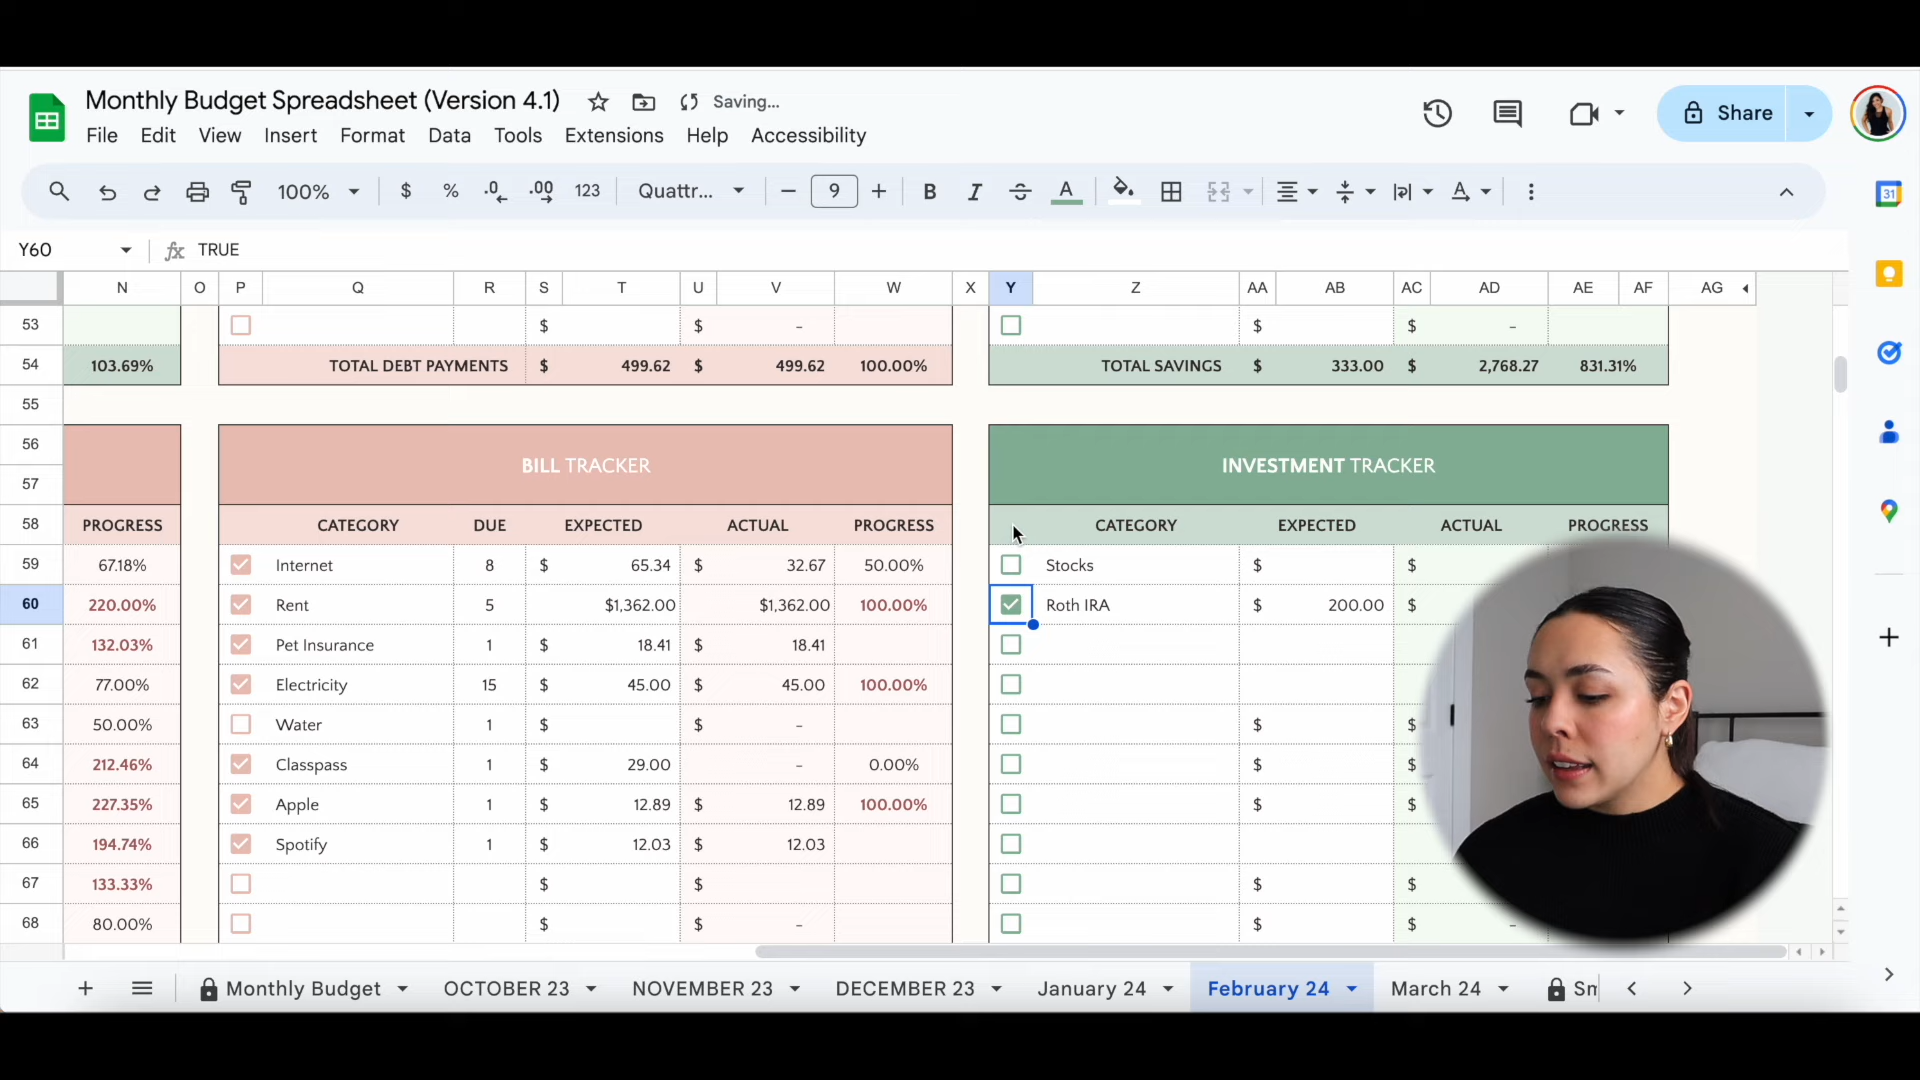 Monthly Budget Spreadsheet (Version 4.1) Saving...
File Edit View Insert Format Data Tools Extensions Help Accessibility
Share
31
100% $ % .0 .00 123 Quattr... 9 B I S A
Y60 fx TRUE
N O P Q R S T U V W X Y Z AA AB AC AD AE AF AG
53 $ $ - $ $ -
54 103.69% TOTAL DEBT PAYMENTS $ 499.62 $ 499.62 100.00% TOTAL SAVINGS $ 333.00 $ 2,768.27 831.31%
55
56
BILL TRACKER INVESTMENT TRACKER
57
58 PROGRESS CATEGORY DUE EXPECTED ACTUAL PROGRESS CATEGORY EXPECTED ACTUAL PROGRESS
59 67.18% Internet 8 $ 65.34 $ 32.67 50.00% Stocks $ $
60 220.00% Rent 5 $1,362.00 $1,362.00 100.00% Roth IRA $ 200.00 $
61 132.03% Pet Insurance 1 $ 18.41 $ 18.41
62 77.00% Electricity 15 $ 45.00 $ 45.00 100.00%
63 50.00% Water 1 $ $ - $ $
64 212.46% Classpass 1 $ 29.00 - 0.00% $ $
65 227.35% Apple 1 $ 12.89 $ 12.89 100.00% $ $
66 194.74% Spotify 1 $ 12.03 $ 12.03
67 133.33% $ $ $ $
68 80.00% $ $ - $ $ -
Monthly Budget OCTOBER 23 NOVEMBER 23 DECEMBER 23 January 24 February 24 March 24 Sm